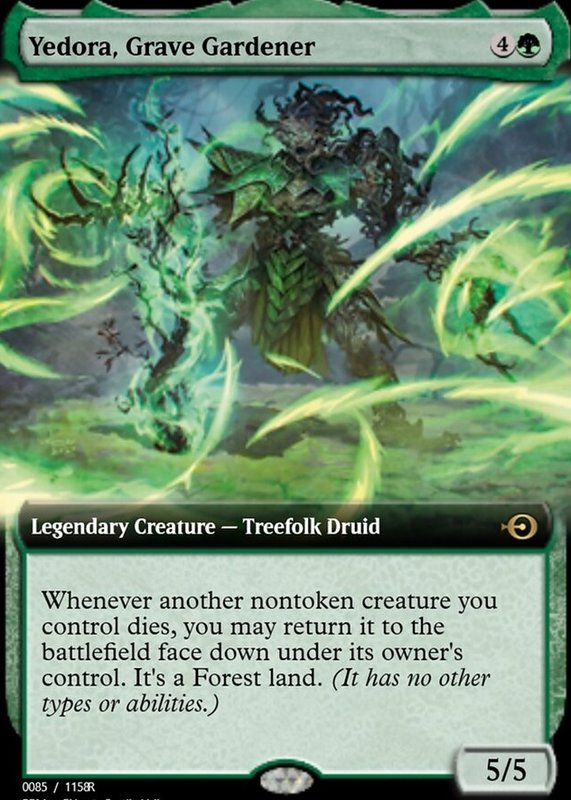 Yedora, Grave Gardener 4
Legendary Creature — Treefolk Druid
Whenever another nontoken creature you
control dies, you may return it to the
battlefield face down under its owner's
control. It's a Forest land. (It has no other
types or abilities.)
5/5
0085 / 1158R